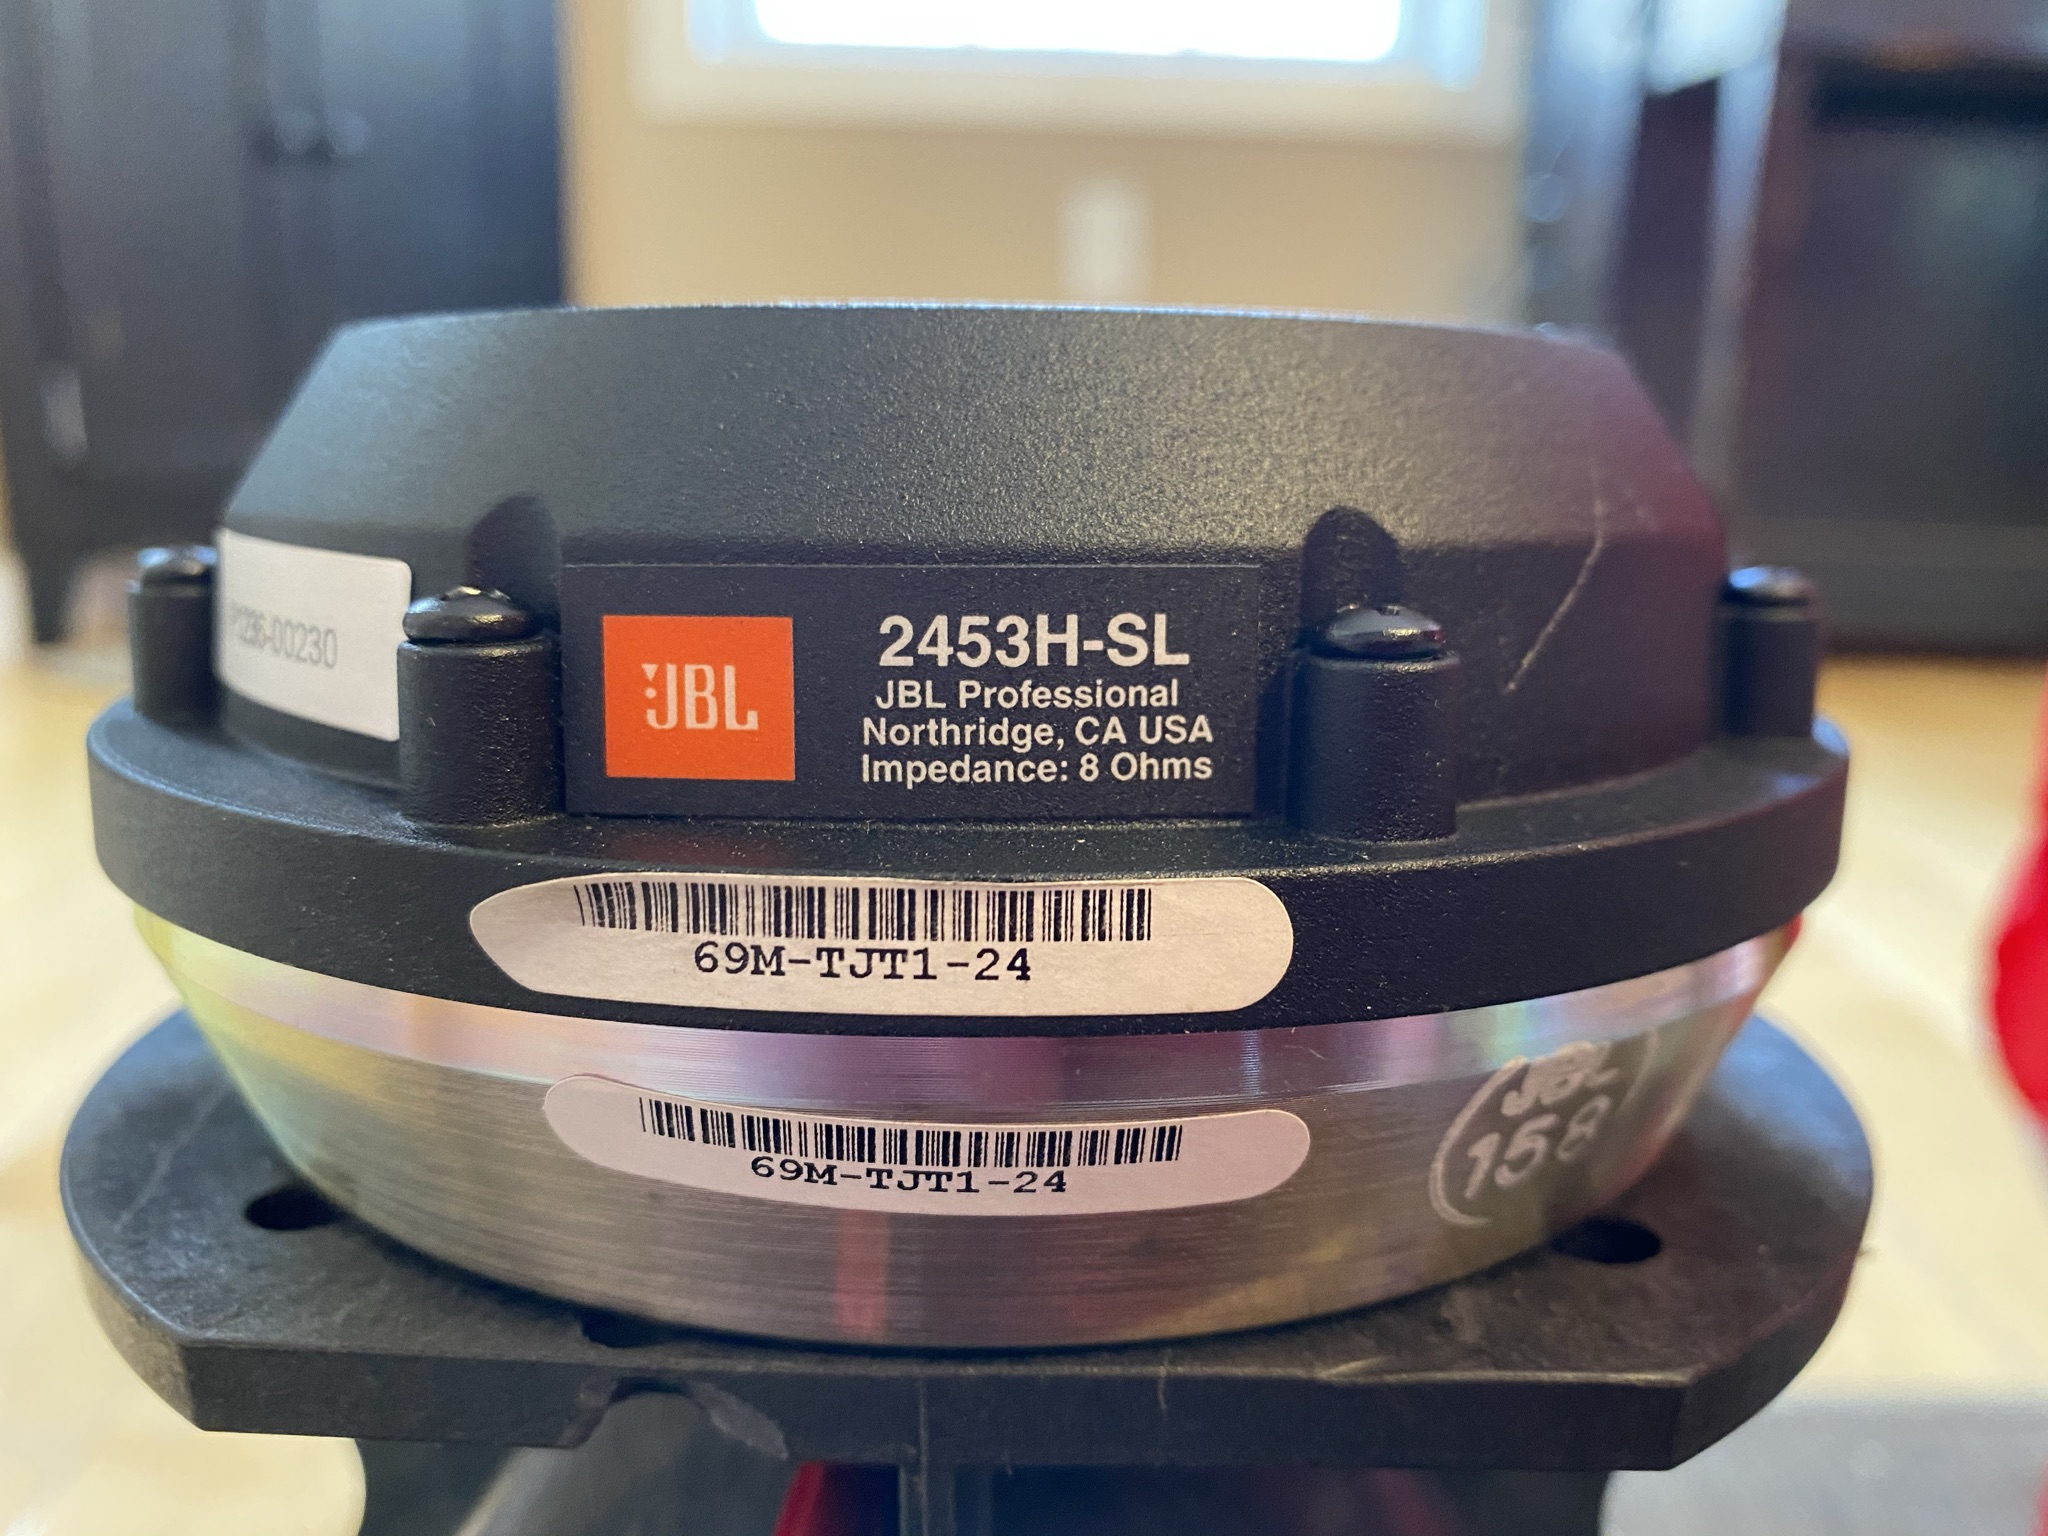 JBL
2453H-SL
JBL Professional
Northridge, CA USA
Impedance: 8 Ohms
69M-TJT1-24
69M-TJT1-24
JBL
158